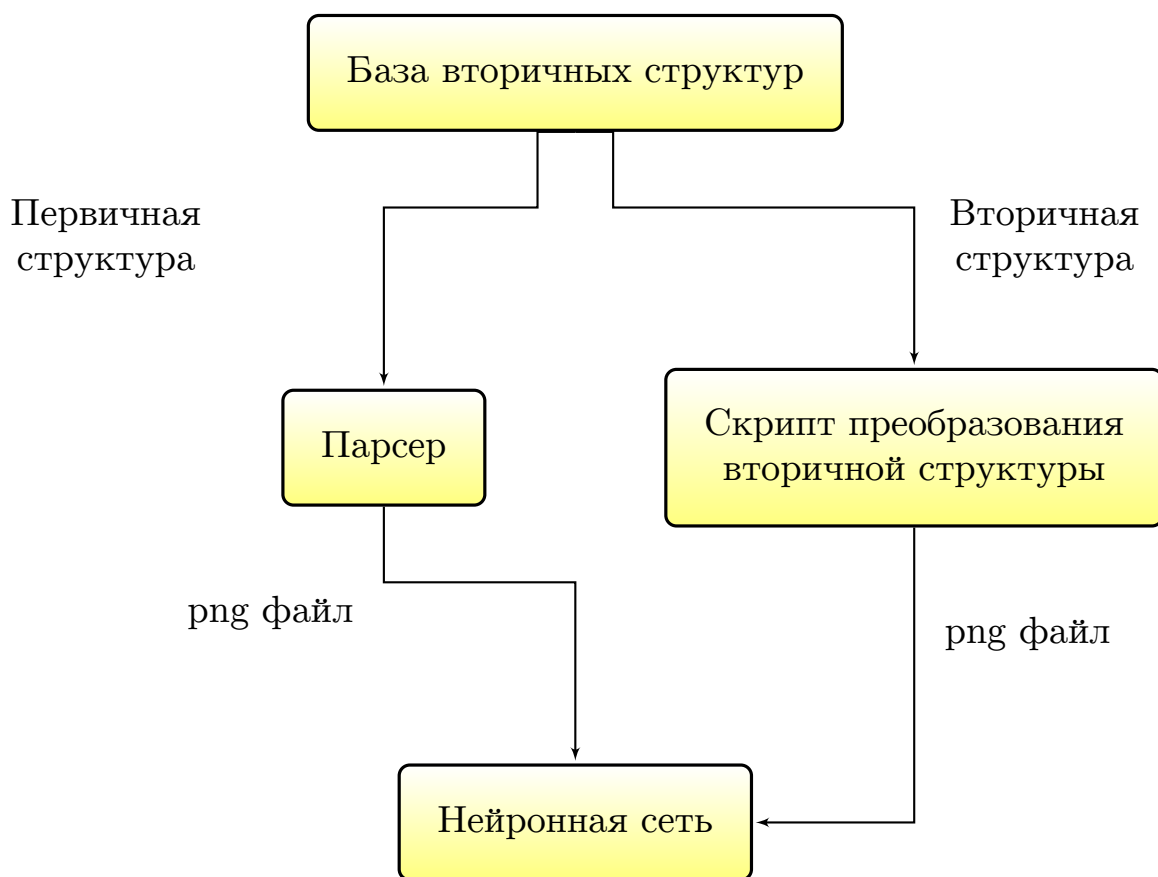 База вторичных структур
Первичная
структура
Вторичная
структура
Парсер
Скрипт преобразования
вторичной структуры
png файл
png файл
Нейронная сеть